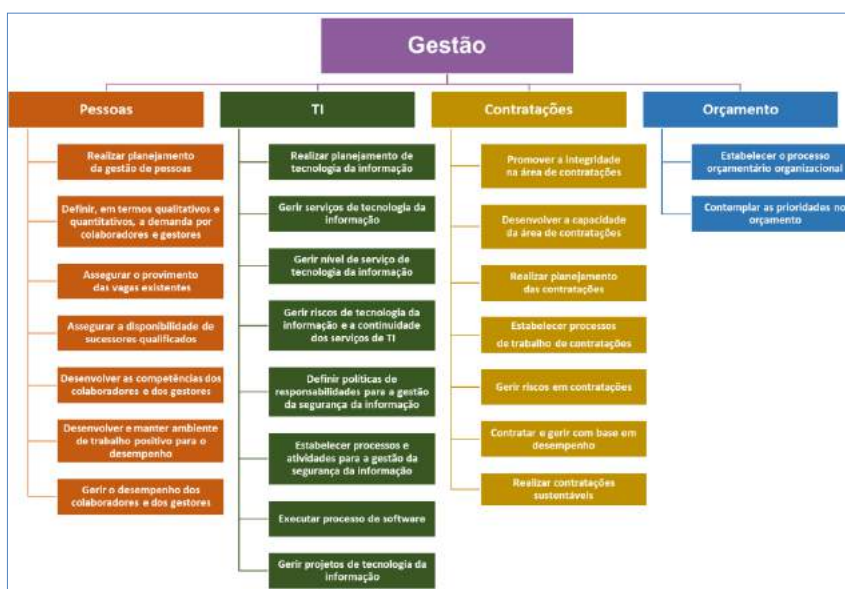 Gestão
Pessoas
Realizar planejamento
da gestão de pessoas
Definir, em termos qualitativos e
quantitativos, a demanda por
colaboradores e gestores
Assegurar o provimento
das vagas existentes
Assegurar a disponibilidade de
sucessores qualificados
Desenvolver as competências dos
colaboradores e dos gestores
Desenvolver e manter ambiente
de trabalho positivo para o
desempenho
Gerir o desempenho dos
colaboradores e dos gestores
TI
Realizar planejamento de
tecnologia da informação
Gerir serviços de tecnologia da
informação
Gerir nível de serviço de
tecnologia da informação
Gerir riscos de tecnologia da
informação e a continuidade
dos serviços de TI
Definir políticas de
responsabilidades para a gestão
da segurança da informação
Estabelecer processos e
atividades para a gestão da
segurança da informação
Executar processo de software
Gerir projetos de tecnologia da
informação
Contratações
Promover a integridade
na área de contratações
Desenvolver a capacidade
da área de contratações
Realizar planejamento
das contratações
Estabelecer processos
de trabalho de contratações
Gerir riscos em contratações
Contratar e gerir com base em
desempenho
Realizar contratações
sustentáveis
Orçamento
Estabelecer o processo
orçamentário organizacional
Contemplar as prioridades no
orçamento